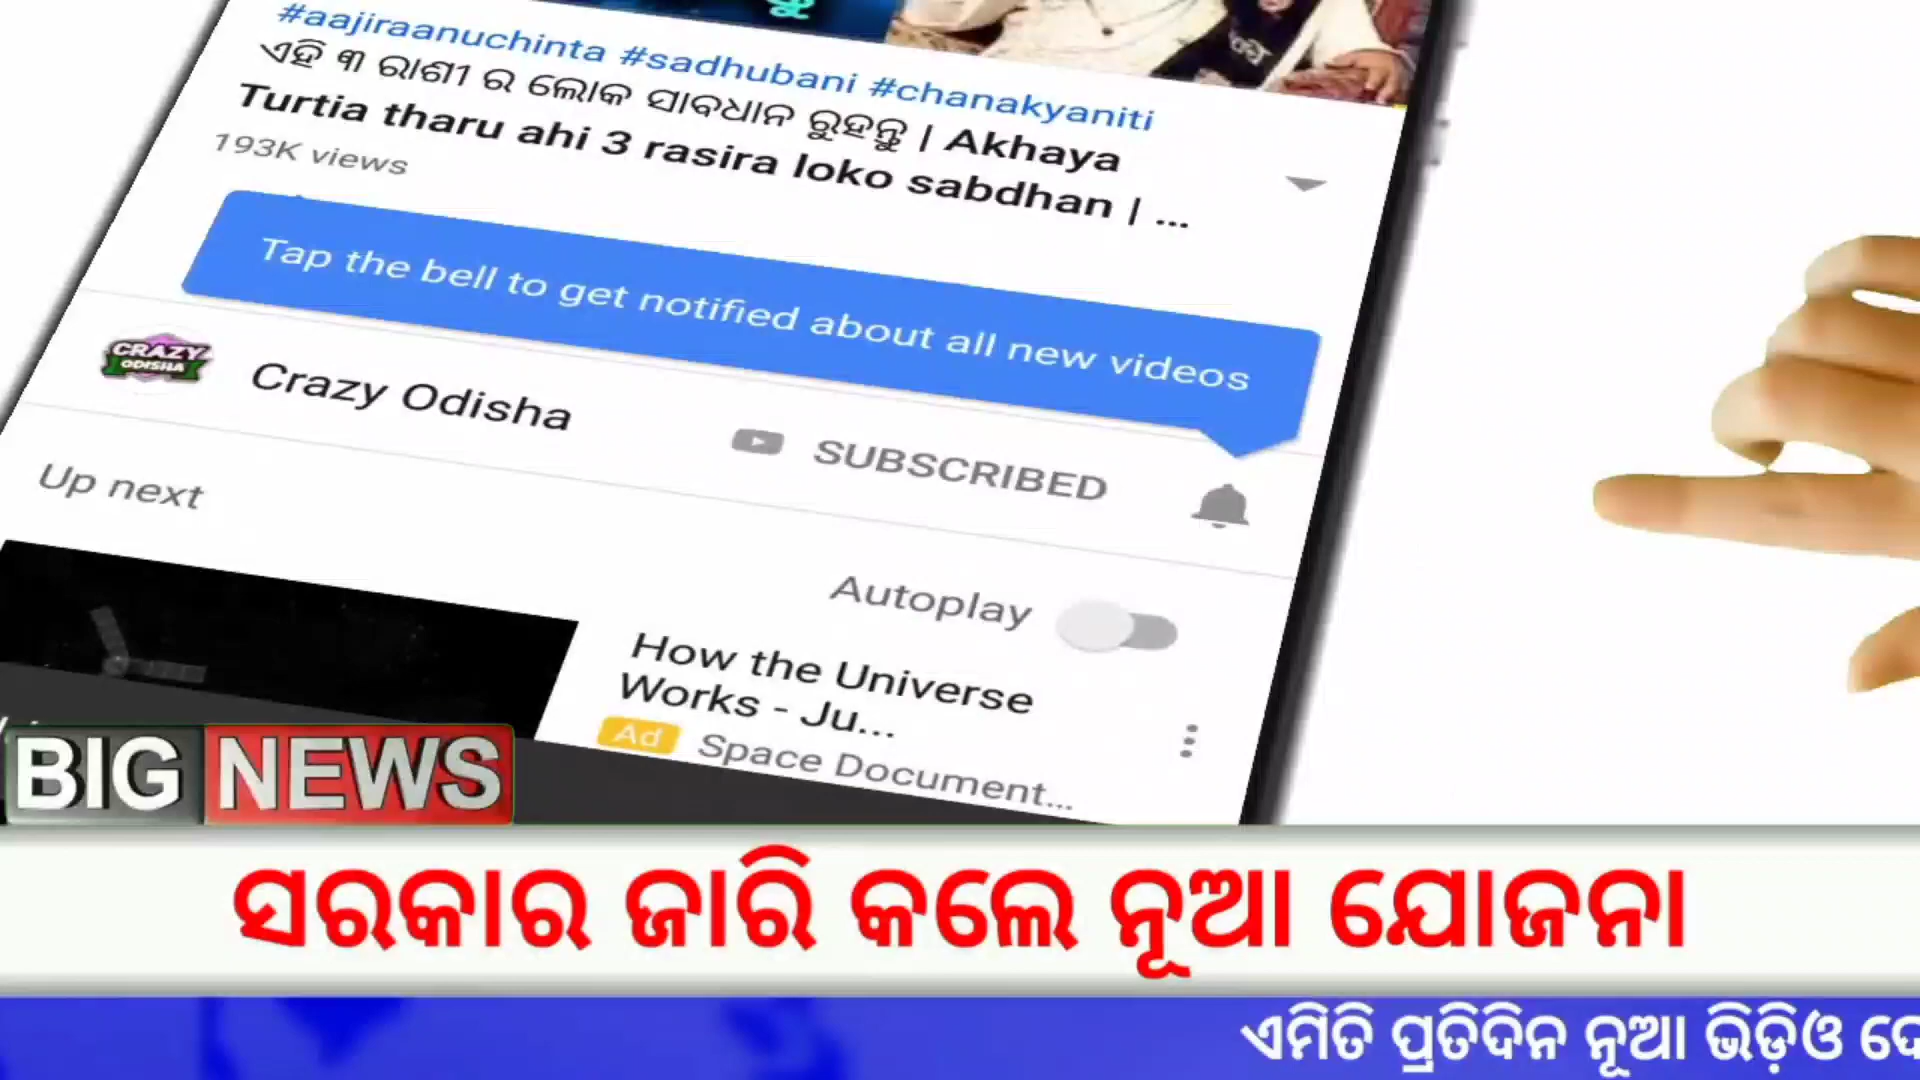 #aajiraanuchinta #sadhubani #chanakyaniti
ଏହି ୩ ରାଶୀ ର ଲୋକ ସାବଧାନ ରୁହନ୍ତୁ | Akhaya
Turtia tharu ahi 3 rasira loko sabdhan | ...
193K views
Tap the bell to get notified about all new videos
CRAZY
ODISHA
Crazy Odisha
SUBSCRIBED
Up next
Autoplay
How the Universe
Works - Ju...
Ad Space Document...
BIG NEWS
ସରକାର ଜାରି କଲେ ନୂଆ ଯୋଜନା
ଏମିତି ପ୍ରତିଦିନ ନୂଆ ଭିଡ଼ିଓ